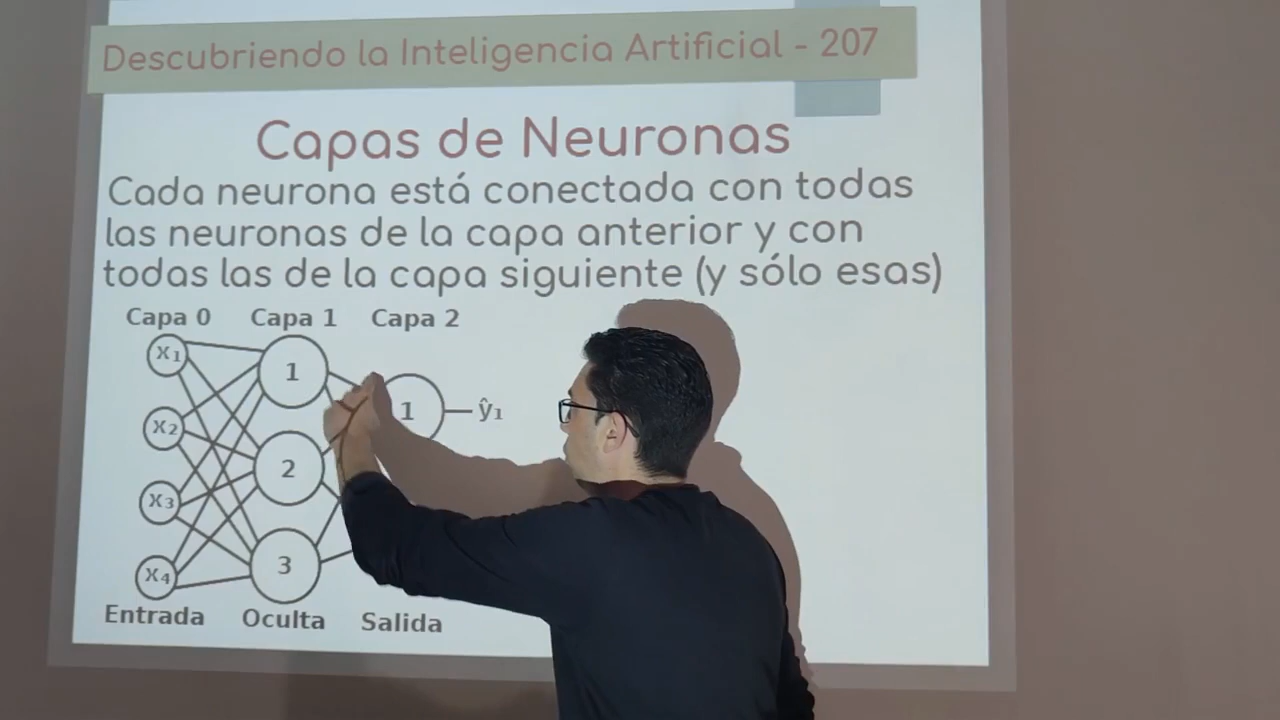 Descubriendo la Inteligencia Artificial - 207
Capas de Neuronas
Cada neurona está conectada con todas
las neuronas de la capa anterior y con
todas las de la capa siguiente (y sólo esas)
Capa 0 Capa 1 Capa 2
x₁
1
1
ŷ₁
x₂
2
x₃
3
x₄
Entrada Oculta Salida